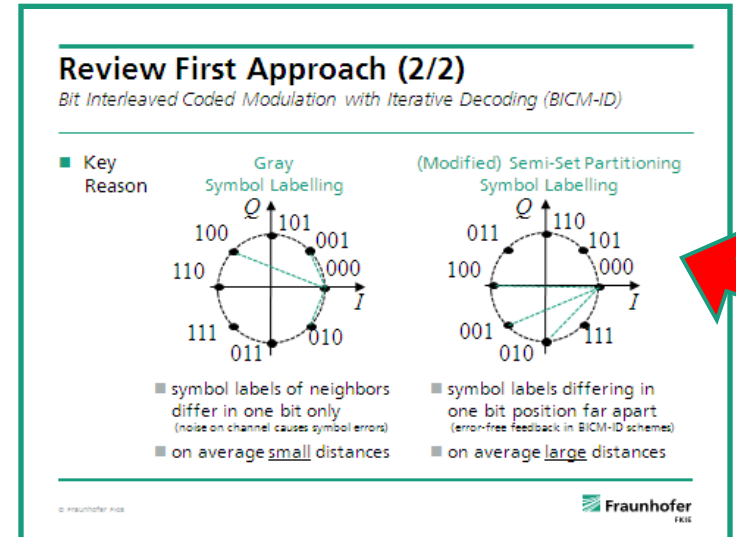 Review First Approach (2/2)
Bit Interleaved Coded Modulation with Iterative Decoding (BICM-ID)
Key
Reason
Gray
Symbol Labelling
Q
101
100
001
110
000
I
111
010
011
symbol labels of neighbors
differ in one bit only
(noise on channel causes symbol errors)
on average small distances
(Modified) Semi-Set Partitioning
Symbol Labelling
Q
110
011
101
100
000
I
001
111
010
symbol labels differing in
one bit position far apart
(error-free feedback in BICM-ID schemes)
on average large distances
© Fraunhofer FKIE
Fraunhofer
FKIE